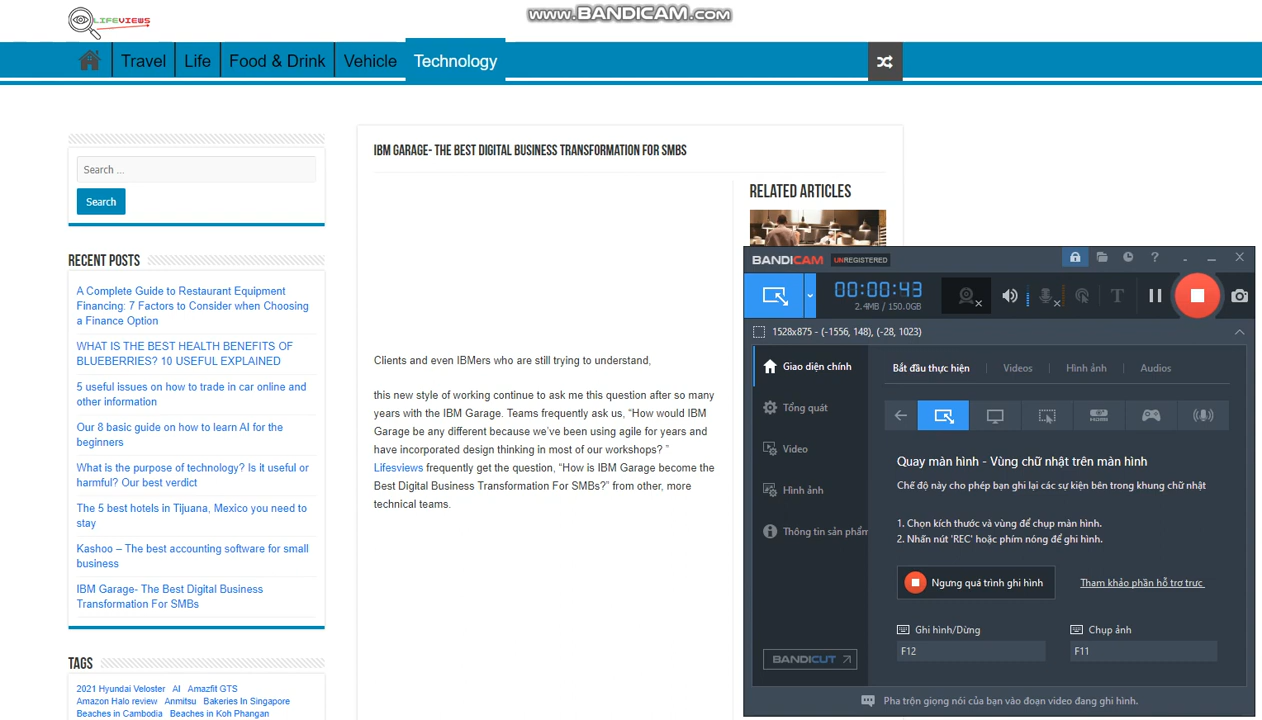 LIFEVIEWS
www.BANDICAM.com
Travel
Life
Food & Drink
Vehicle
Technology
Search ...
Search
RECENT POSTS
A Complete Guide to Restaurant Equipment
Financing: 7 Factors to Consider when Choosing
a Finance Option
WHAT IS THE BEST HEALTH BENEFITS OF
BLUEBERRIES? 10 USEFUL EXPLAINED
5 useful issues on how to trade in car online and
other information
Our 8 basic guide on how to learn AI for the
beginners
What is the purpose of technology? Is it useful or
harmful? Our best verdict
The 5 best hotels in Tijuana, Mexico you need to
stay
Kashoo – The best accounting software for small
business
IBM Garage- The Best Digital Business
Transformation For SMBs
TAGS
2021 Hyundai Veloster AI Amazfit GTS
Amazon Halo review Anmitsu Bakeries In Singapore
Beaches in Cambodia Beaches in Koh Phangan
IBM GARAGE- THE BEST DIGITAL BUSINESS TRANSFORMATION FOR SMBS
Clients and even IBMers who are still trying to understand,
this new style of working continue to ask me this question after so many
years with the IBM Garage. Teams frequently ask us, “How would IBM
Garage be any different because we’ve been using agile for years and
have incorporated design thinking in most of our workshops? ”
Lifesviews frequently get the question, “How is IBM Garage become the
Best Digital Business Transformation For SMBs?” from other, more
technical teams.
RELATED ARTICLES
BANDICAM UNREGISTERED
00:00:43
2.4MB / 150.0GB
1528x875 - (-1556, 148), (-28, 1023)
Giao diện chính
Tổng quát
Video
Hình ảnh
Thông tin sản phẩm
BANDICUT
Bắt đầu thực hiện
Videos
Hình ảnh
Audios
Quay màn hình - Vùng chữ nhật trên màn hình
Chế độ này cho phép bạn ghi lại các sự kiện bên trong khung chữ nhật
1. Chọn kích thước và vùng để chụp màn hình.
2. Nhấn nút 'REC' hoặc phím nóng để ghi hình.
Ngưng quá trình ghi hình
Tham khảo phần hỗ trợ trực
Ghi hình/Dừng
Chụp ảnh
F12
F11
Pha trộn giọng nói của bạn vào đoạn video đang ghi hình.